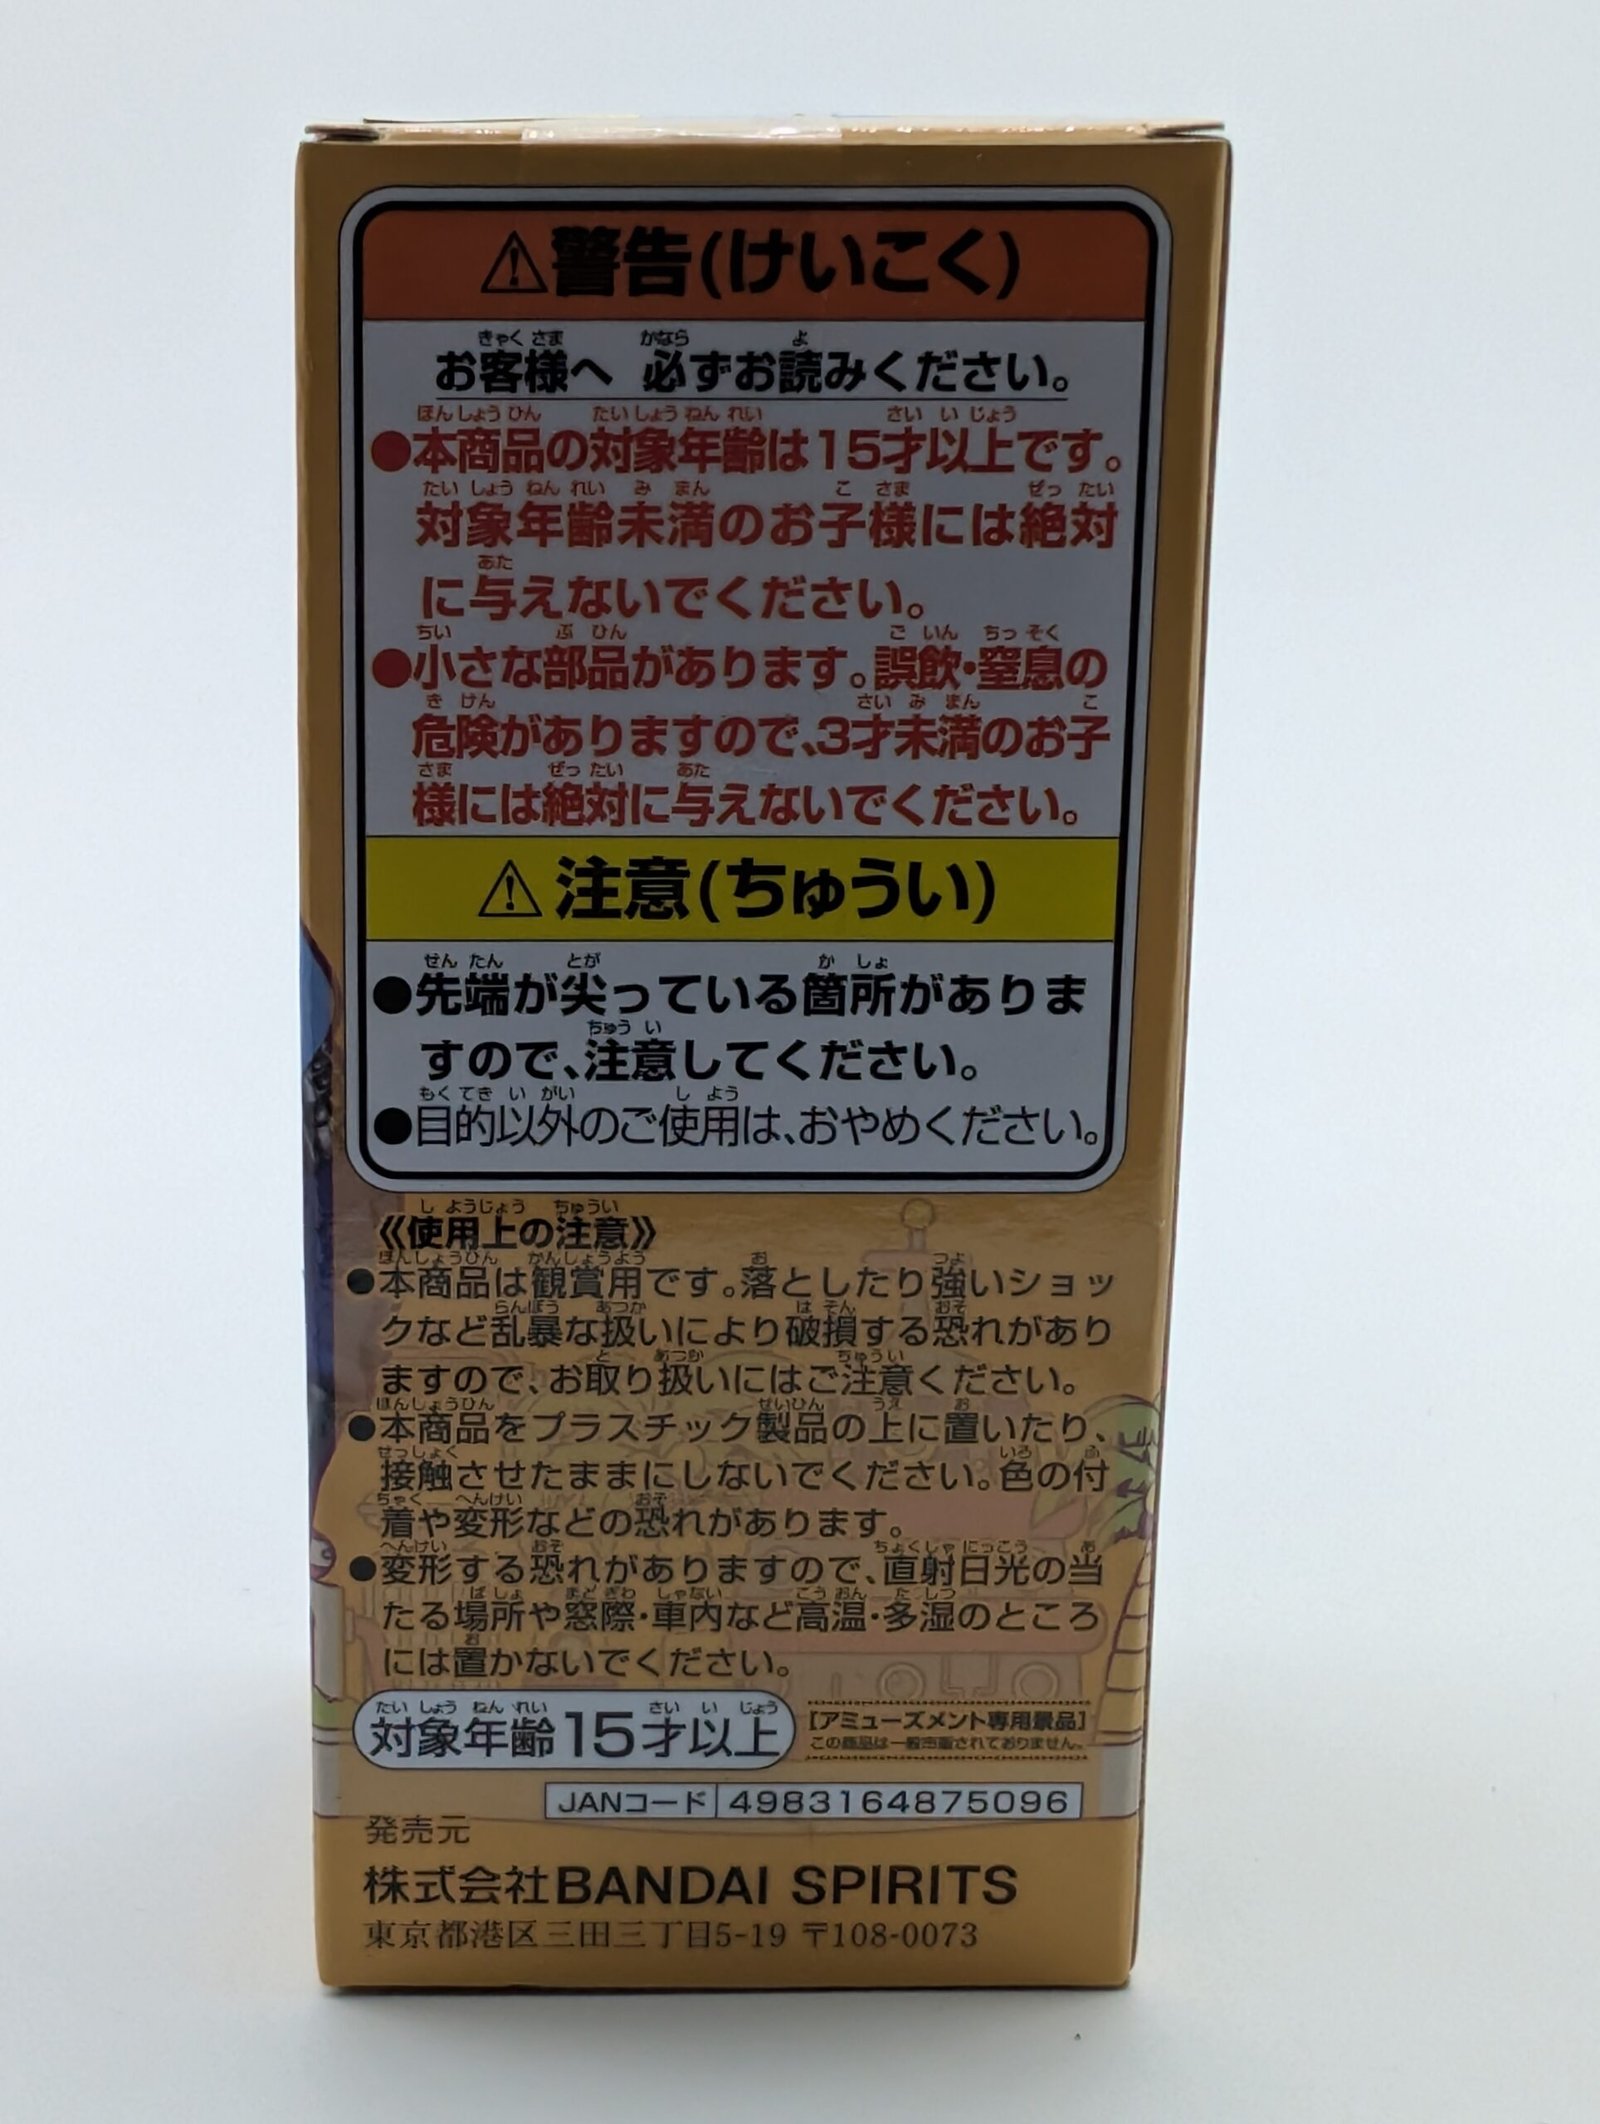 ⚠警告(けいこく)
お客様へ 必ずお読みください。
●本商品の対象年齢は15才以上です。
対象年齢未満のお子様には絶対
に与えないでください。
●小さな部品があります。誤飲・窒息の
危険がありますので、3才未満のお子
様には絶対に与えないでください。
⚠注意(ちゅうい)
●先端が尖っている箇所がありま
すので、注意してください。
●目的以外のご使用は、おやめください。
《使用上の注意》
●本商品は観賞用です。落としたり強いショッ
クなど乱暴な扱いにより破損する恐れがあり
ますので、お取り扱いにはご注意ください。
●本商品をプラスチック製品の上に置いたり、
接触させたままにしないでください。色の付
着や変形などの恐れがあります。
●変形する恐れがありますので、直射日光の当
たる場所や窓際・車内など高温・多湿のところ
には置かないでください。
対象年齢15才以上
[アミューズメント専用景品]
この商品は一般市販されておりません。
JANコード 4983164875096
発売元
株式会社BANDAI SPIRITS
東京都港区三田三丁目5-19 〒108-0073